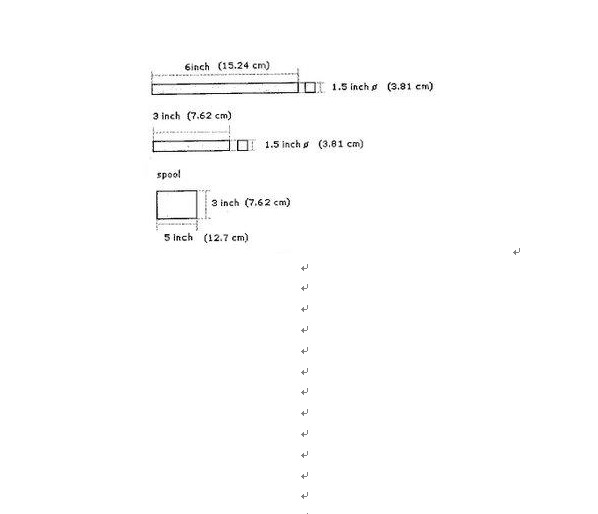 6inch (15.24 cm)
1.5 inch ø (3.81 cm)
3 inch (7.62 cm)
1.5 inch ø (3.81 cm)
spool
3 inch (7.62 cm)
5 inch (12.7 cm)